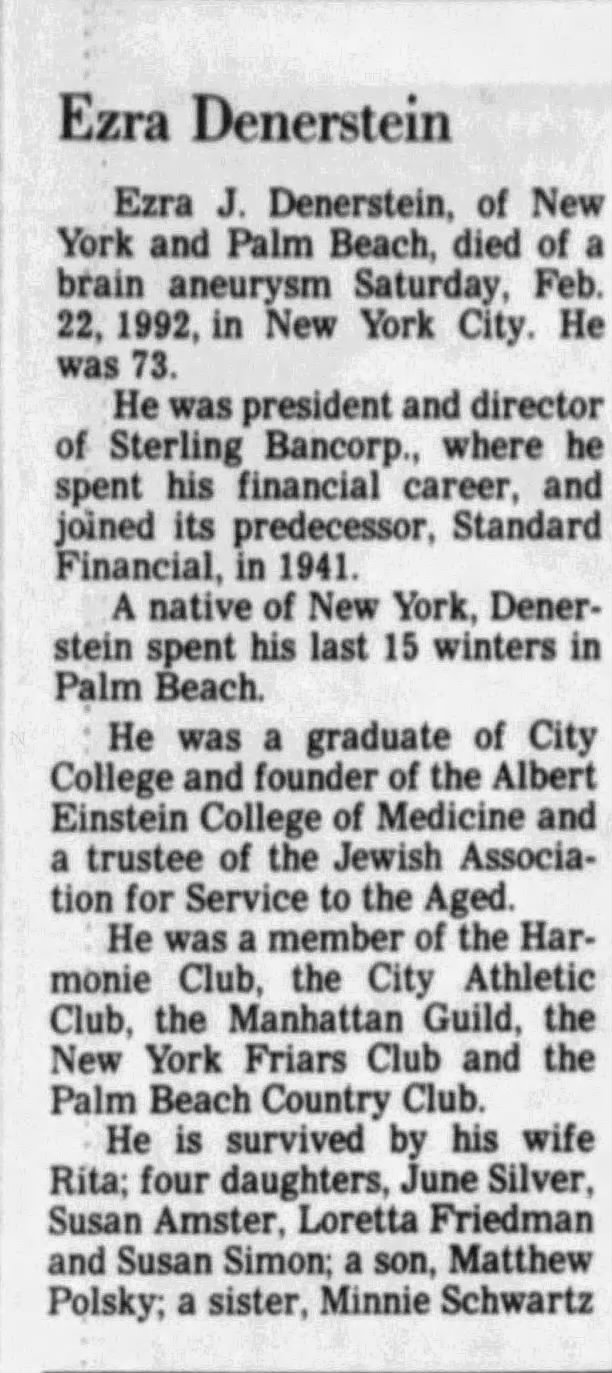 Ezra Denerstein
Ezra J. Denerstein, of New
York and Palm Beach, died of a
brain aneurysm Saturday, Feb.
22, 1992, in New York City. He
was 73.
He was president and director
of Sterling Bancorp., where he
spent his financial career, and
joined its predecessor, Standard
Financial, in 1941.
A native of New York, Dener-
stein spent his last 15 winters in
Palm Beach.
He was a graduate of City
College and founder of the Albert
Einstein College of Medicine and
a trustee of the Jewish Associa-
tion for Service to the Aged.
He was a member of the Har-
monie Club, the City Athletic
Club, the Manhattan Guild, the
New York Friars Club and the
Palm Beach Country Club.
He is survived by his wife
Rita; four daughters, June Silver,
Susan Amster, Loretta Friedman
and Susan Simon; a son, Matthew
Polsky; a sister, Minnie Schwartz